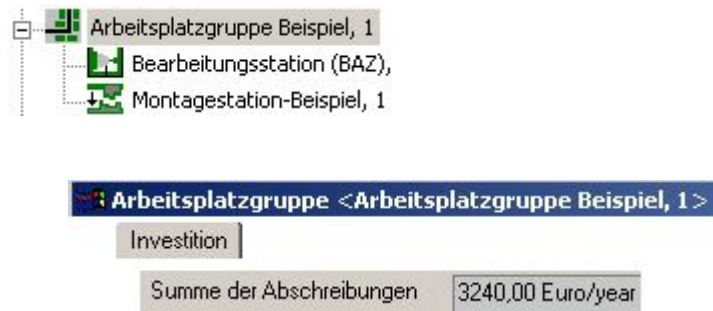 Arbeitsplatzgruppe Beispiel, 1
Bearbeitungsstation (BAZ),
Montagestation-Beispiel, 1
Arbeitsplatzgruppe <Arbeitsplatzgruppe Beispiel, 1>
Investition
Summe der Abschreibungen 3240,00 Euro/year